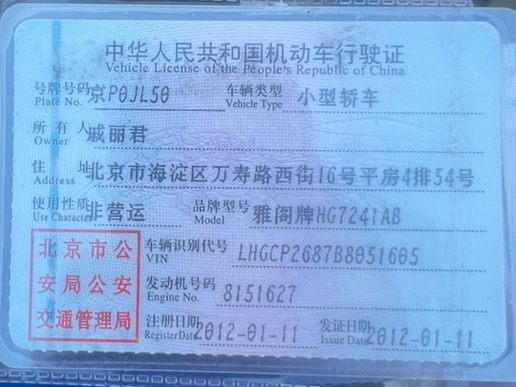 中华人民共和国机动车行驶证
Vehicle License of the People's Republic of China
号牌号码 京P0JL50 车辆类型 小型轿车
Plate No. Vehicle Type
所有人 戚丽君
Owner
住址 北京市海淀区万寿路西街16号平房4排54号
Address
使用性质 非营运 品牌型号 雅阁牌HG7241AB
Use Character Model
北京市公安局公安交通管理局
车辆识别代号 LHGCP2687B8051605
VIN
发动机号码 8151627
Engine No.
注册日期 2012-01-11 发证日期 2012-01-11
Register Date Issue Date